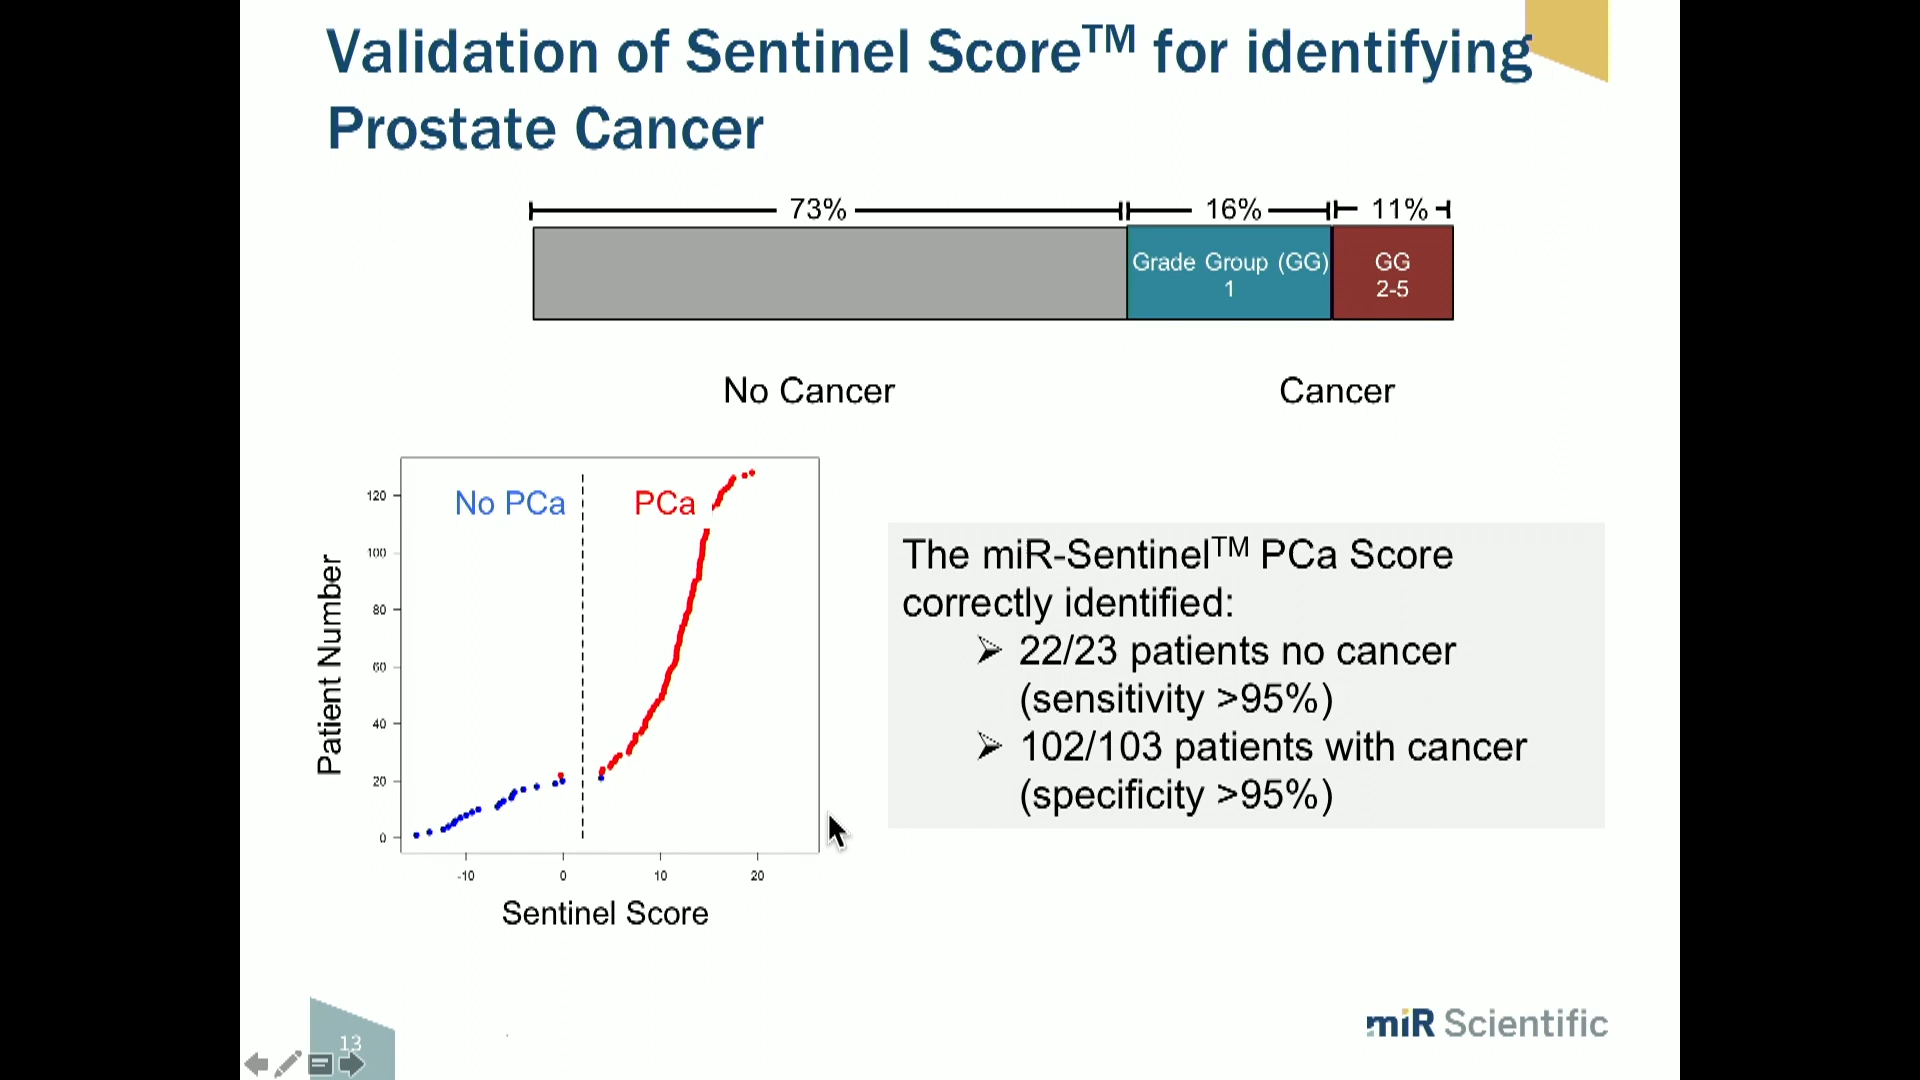 Validation of Sentinel Score™ for identifying
Prostate Cancer
73%
16%
11%
Grade Group (GG)
1
GG
2-5
No Cancer
Cancer
No PCa
PCa
120
100
80
60
40
20
0
Patient Number
-10
0
10
20
Sentinel Score
The miR-Sentinel™ PCa Score
correctly identified:
➢ 22/23 patients no cancer
(sensitivity >95%)
➢ 102/103 patients with cancer
(specificity >95%)
13
miR Scientific